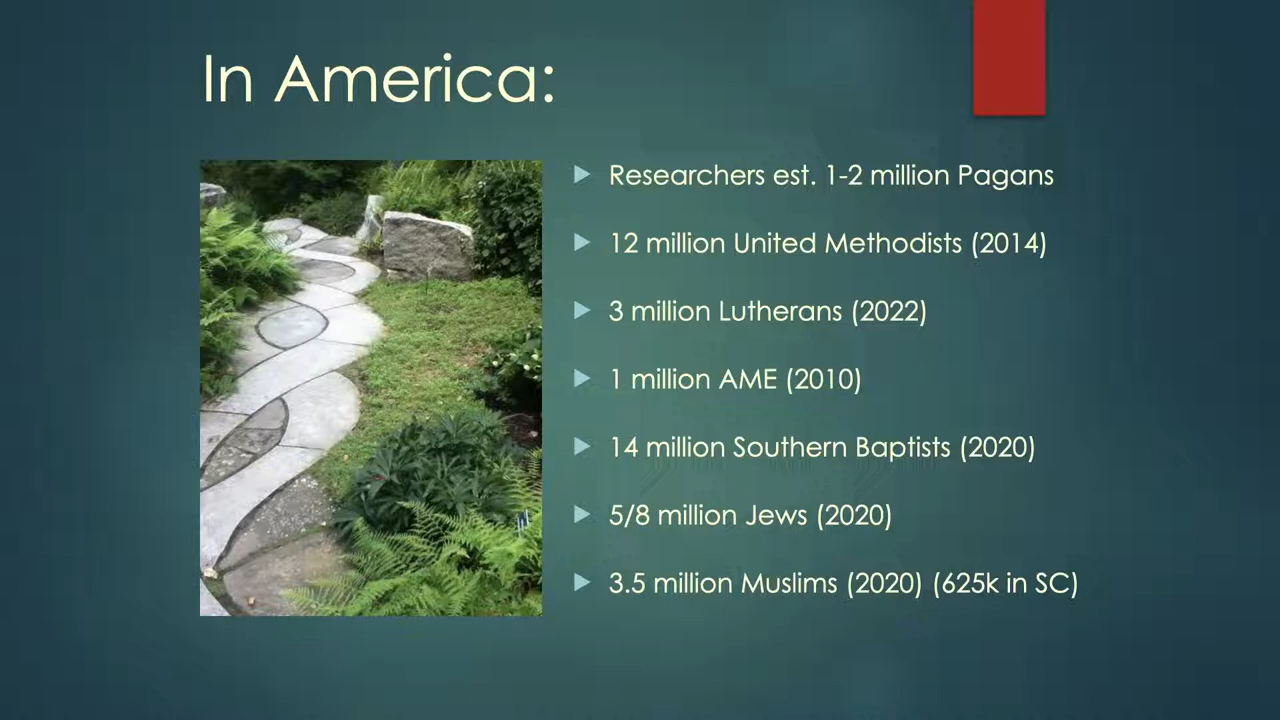 In America:
Researchers est. 1-2 million Pagans
12 million United Methodists (2014)
3 million Lutherans (2022)
1 million AME (2010)
14 million Southern Baptists (2020)
5/8 million Jews (2020)
3.5 million Muslims (2020) (625k in SC)